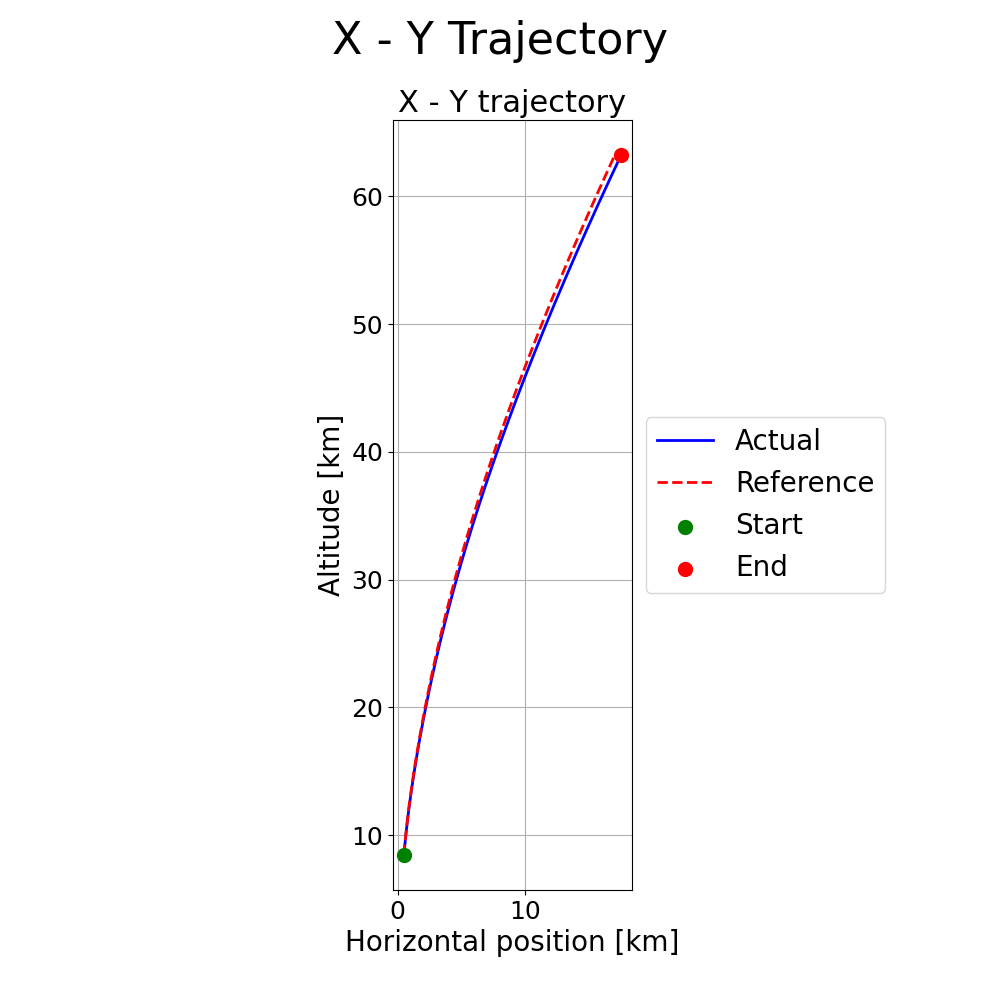 X - Y Trajectory
X - Y trajectory
60
50
40
30
20
10
Altitude [km]
0 10
Horizontal position [km]
Actual
Reference
Start
End